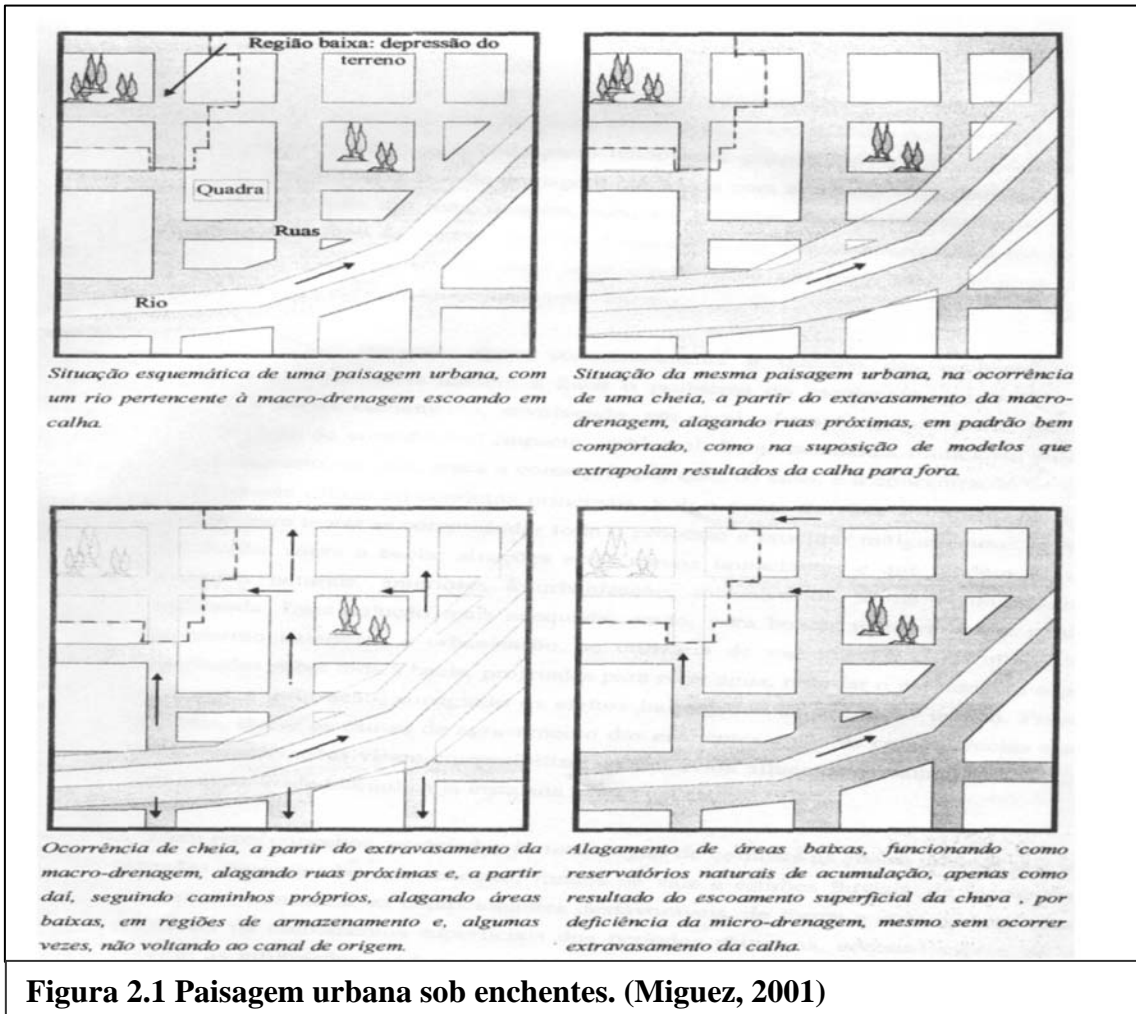 Região baixa: depressão do
terreno
Quadra
Ruas
Rio
Situação esquemática de uma paisagem urbana, com
um rio pertencente à macro-drenagem escoando em
calha.
Situação da mesma paisagem urbana, na ocorrência
de uma cheia, a partir do extavasamento da macro-
drenagem, alagando ruas próximas, em padrão bem
comportado, como na suposição de modelos que
extrapolam resultados da calha para fora.
Ocorrência de cheia, a partir do extravasamento da
macro-drenagem, alagando ruas próximas e, a partir
daí, seguindo caminhos próprios, alagando áreas
baixas, em regiões de armazenamento e, algumas
vezes, não voltando ao canal de origem.
Alagamento de áreas baixas, funcionando como
reservatórios naturais de acumulação, apenas como
resultado do escoamento superficial da chuva , por
deficiência da micro-drenagem, mesmo sem ocorrer
extravasamento da calha.
Figura 2.1 Paisagem urbana sob enchentes. (Miguez, 2001)